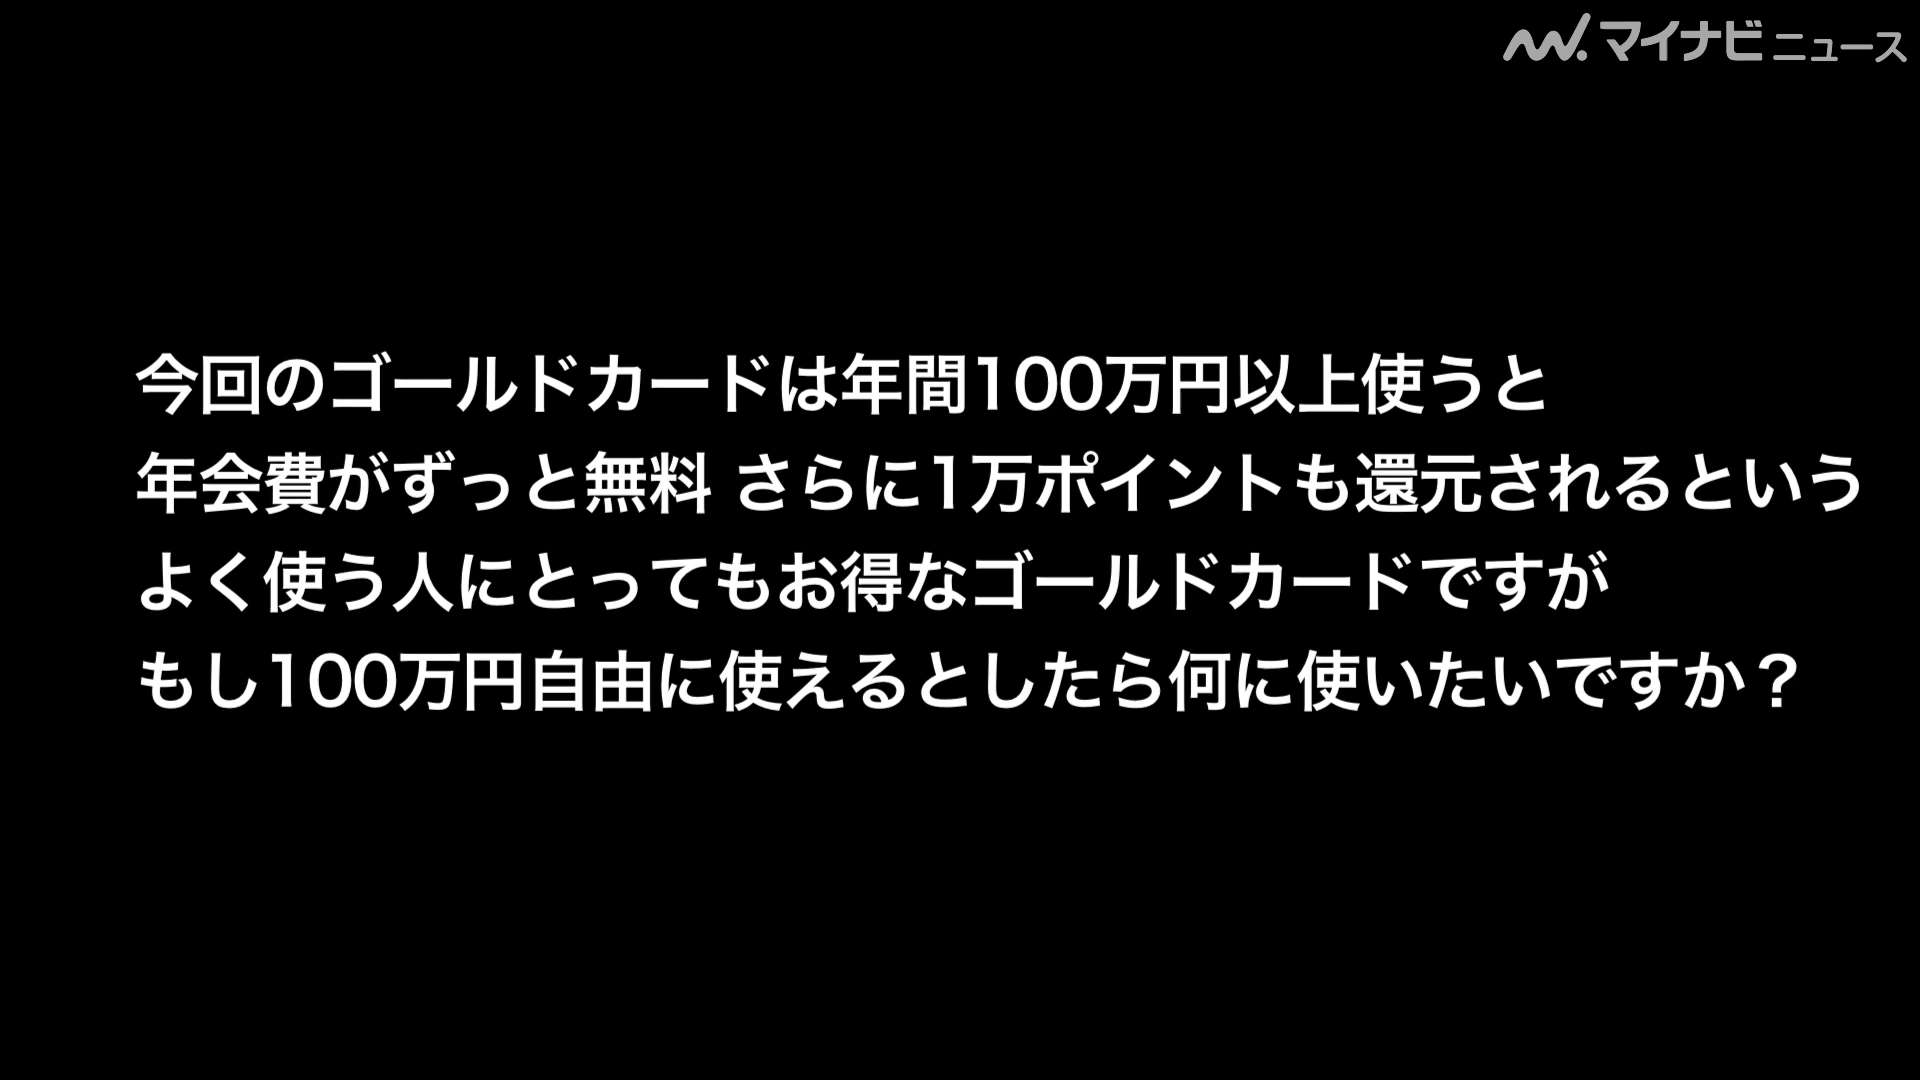 マイナビニュース
今回のゴールドカードは年間100万円以上使うと
年会費がずっと無料 さらに1万ポイントも還元されるという
よく使う人にとってもお得なゴールドカードですが
もし100万円自由に使えるとしたら何に使いたいですか？